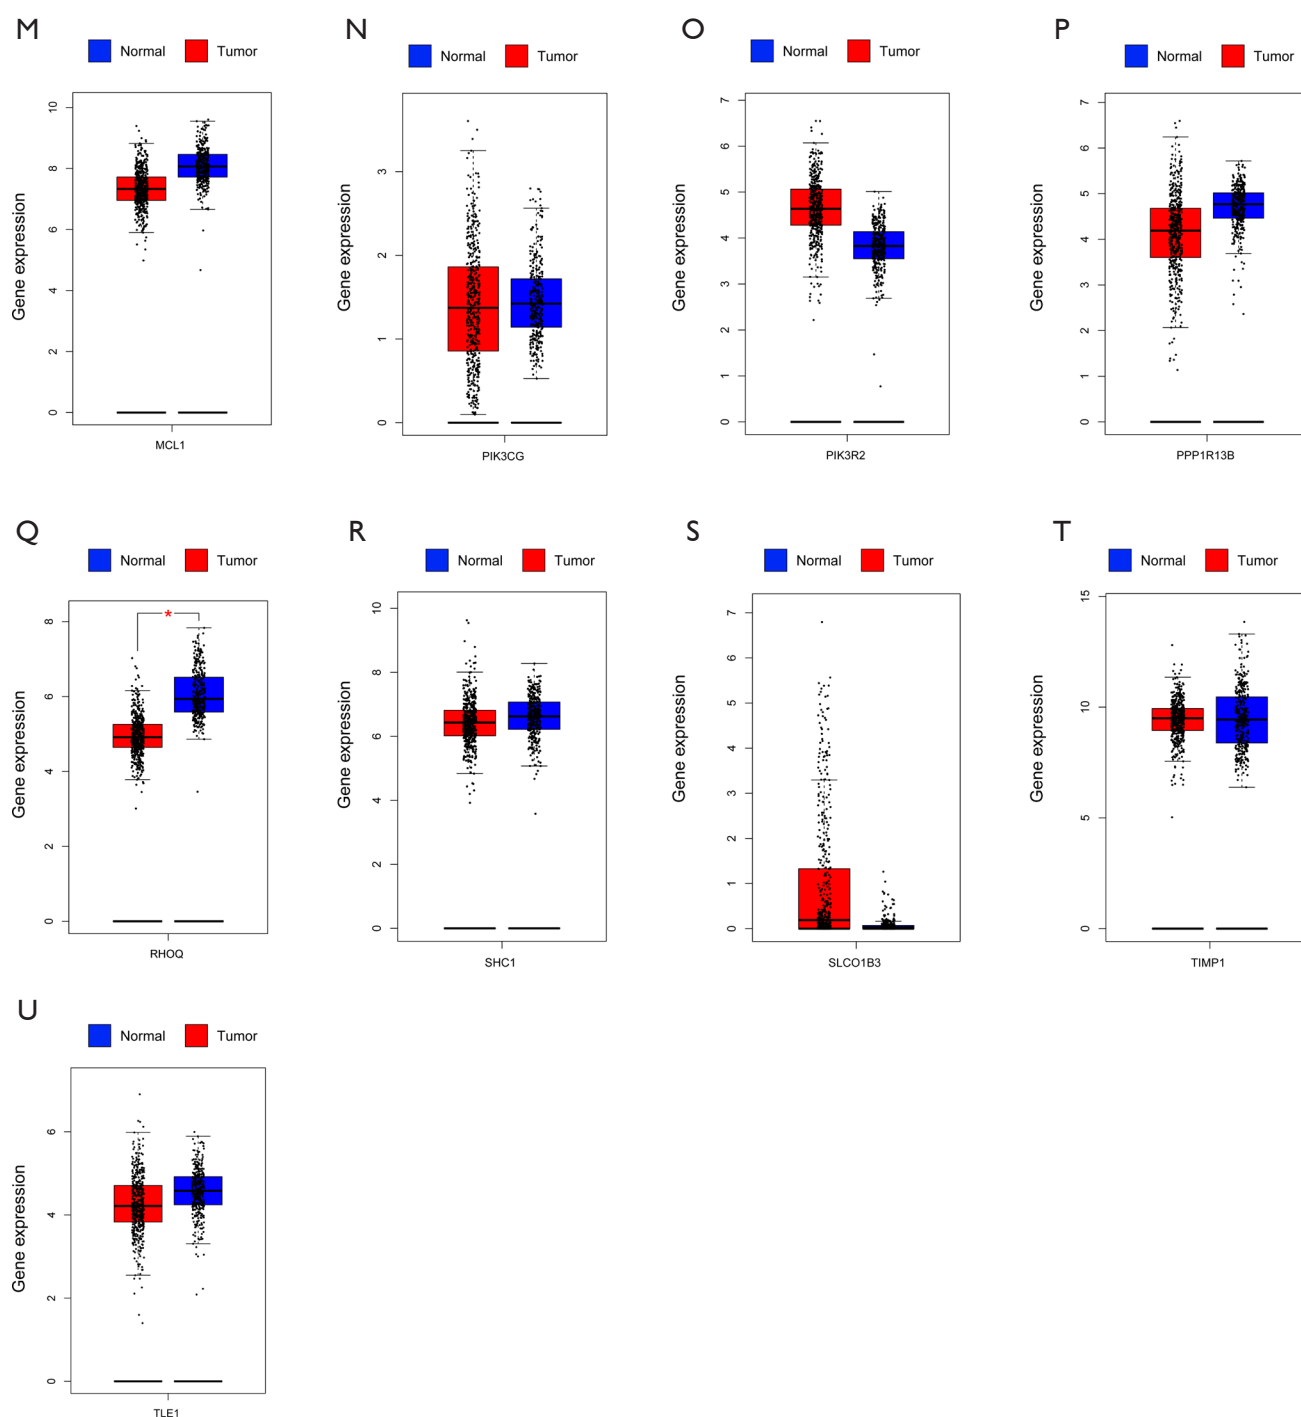 M
Normal Tumor
Gene expression
10
8
6
4
2
0
MCL1
N
Normal Tumor
Gene expression
3
2
1
0
PIK3CG
O
Normal Tumor
Gene expression
7
6
5
4
3
2
1
0
PIK3R2
P
Normal Tumor
Gene expression
7
6
5
4
3
2
1
0
PPP1R13B
Q
Normal Tumor
Gene expression
8
6
4
2
0
*
RHOQ
R
Normal Tumor
Gene expression
10
8
6
4
2
0
SHC1
S
Normal Tumor
Gene expression
7
6
5
4
3
2
1
0
SLCO1B3
T
Normal Tumor
Gene expression
15
10
5
0
TIMP1
U
Normal Tumor
Gene expression
6
4
2
0
TLE1